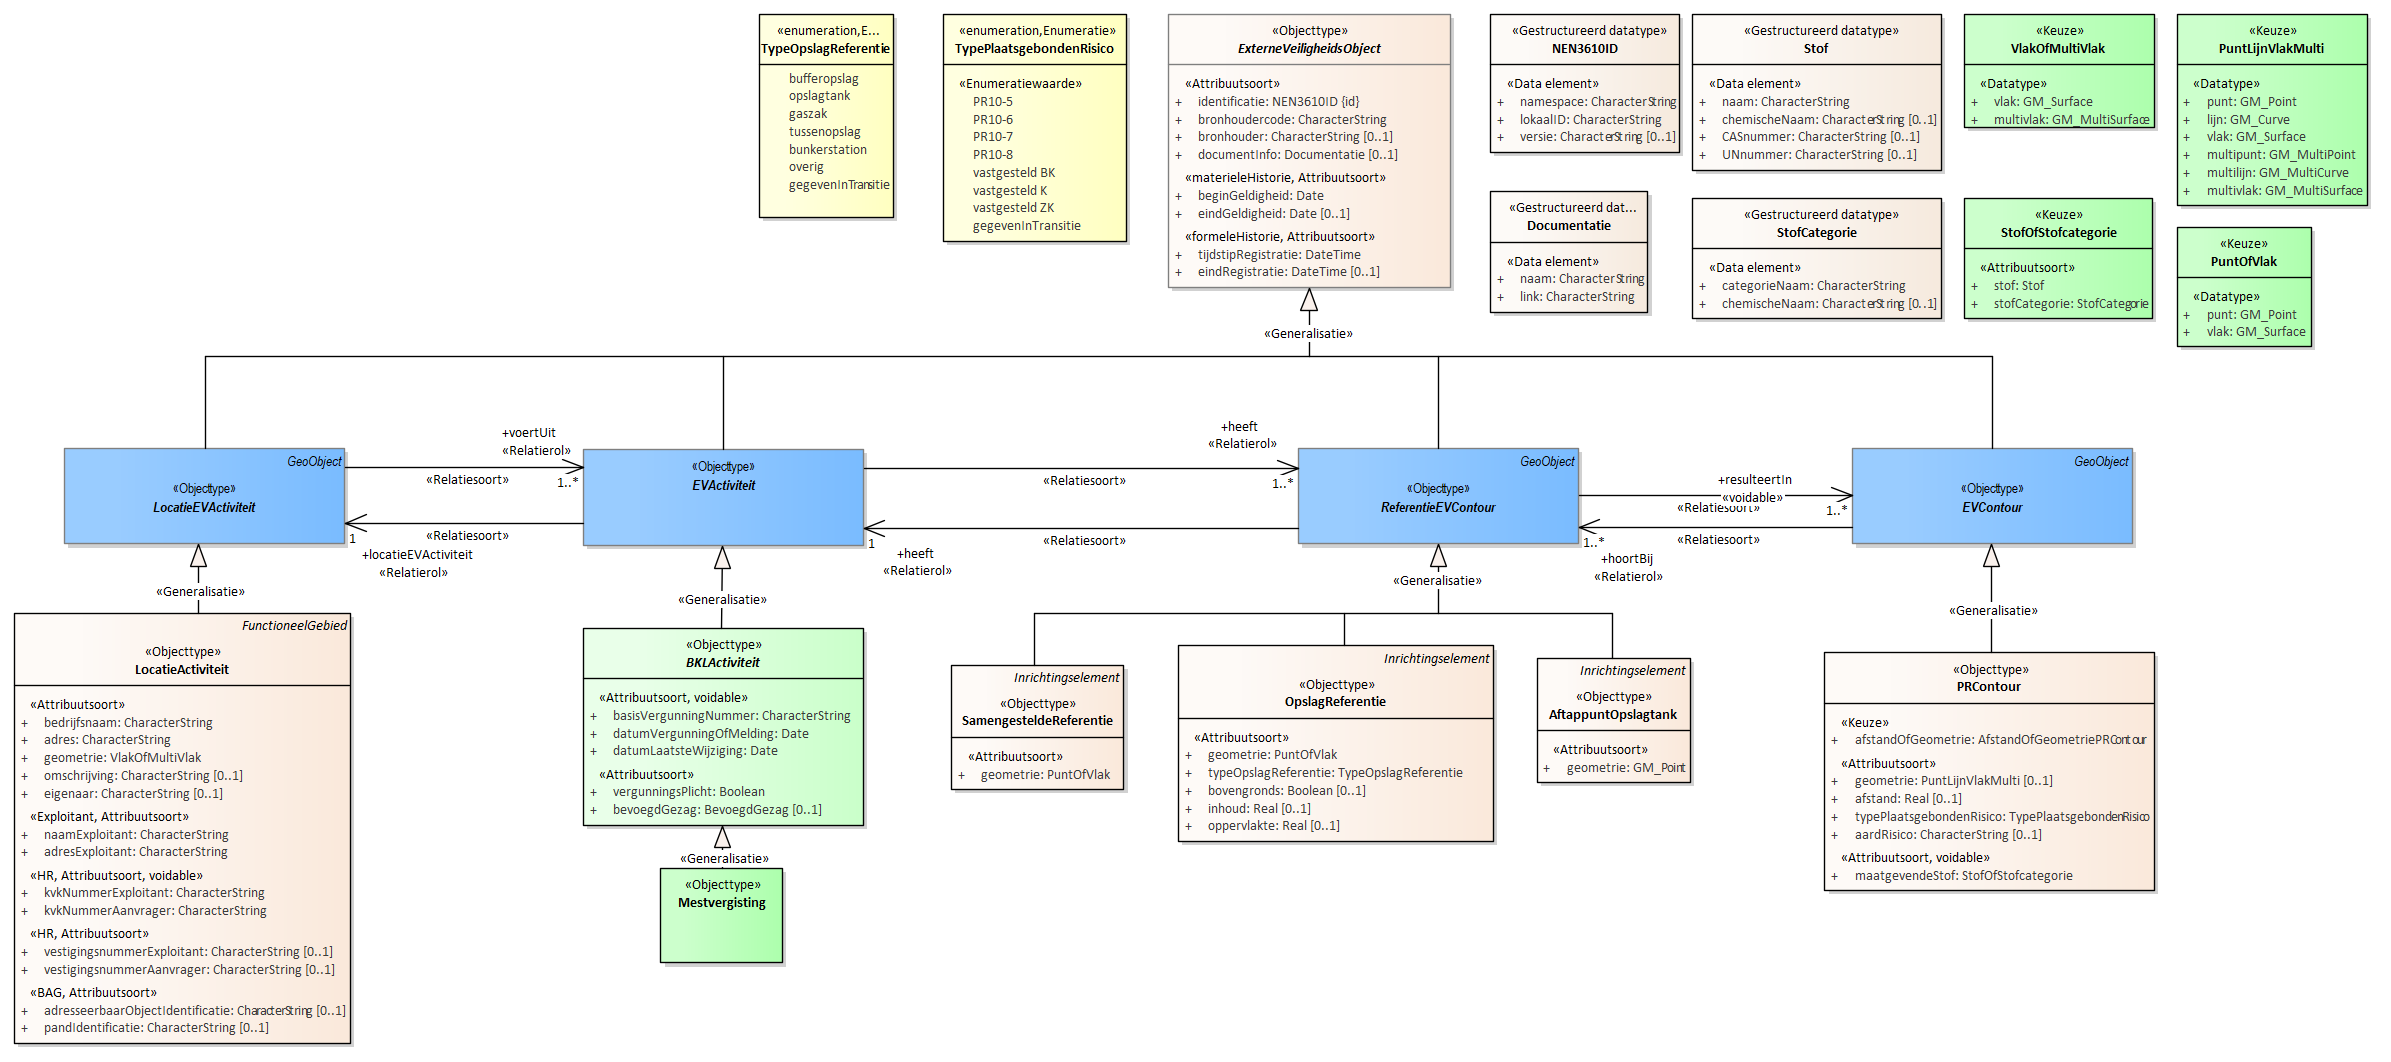 «enumeration,E...
TypeOpslagReferentie
bufferopslag
opslagtank
gaszak
tussenopslag
bunkerstation
overig
gegevenInTransitie
«enumeration,Enumeratie»
TypePlaatsgebondenRisico
«Enumeratiewaarde»
PR10-5
PR10-6
PR10-7
PR10-8
vastgesteld BK
vastgesteld K
vastgesteld ZK
gegevenInTransitie
«Objecttype»
ExterneVeiligheidsObject
«Attribuutsoort»
+ identificatie: NEN3610ID {id}
+ bronhoudercode: CharacterString
+ bronhouder: CharacterString [0..1]
+ documentInfo: Documentatie [0..1]
«materieleHistorie, Attribuutsoort»
+ beginGeldigheid: Date
+ eindGeldigheid: Date [0..1]
«formeleHistorie, Attribuutsoort»
+ tijdstipRegistratie: DateTime
+ eindRegistratie: DateTime [0..1]
«Gestructureerd datatype»
NEN3610ID
«Data element»
+ namespace: CharacterString
+ lokaalID: CharacterString
+ versie: CharacterString [0..1]
«Gestructureerd datatype»
Stof
«Data element»
+ naam: CharacterString
+ chemischeNaam: CharacterString [0..1]
+ CASnummer: CharacterString [0..1]
+ UNnummer: CharacterString [0..1]
«Keuze»
VlakOfMultiVlak
«Datatype»
+ vlak: GM_Surface
+ multivlak: GM_MultiSurface
«Keuze»
PuntLijnVlakMulti
«Datatype»
+ punt: GM_Point
+ lijn: GM_Curve
+ vlak: GM_Surface
+ multipunt: GM_MultiPoint
+ multilijn: GM_MultiCurve
+ multivlak: GM_MultiSurface
«Gestructureerd dat...
Documentatie
«Data element»
+ naam: CharacterString
+ link: CharacterString
«Gestructureerd datatype»
StofCategorie
«Data element»
+ categorieNaam: CharacterString
+ chemischeNaam: CharacterString [0..1]
«Keuze»
StofOfStofcategorie
«Attribuutsoort»
+ stof: Stof
+ stofCategorie: StofCategorie
«Keuze»
PuntOfVlak
«Datatype»
+ punt: GM_Point
+ vlak: GM_Surface
«Generalisatie»
GeoObject
«Objecttype»
LocatieEVActiviteit
+voertUit
«Relatierol»
«Relatiesoort»
1..*
«Relatiesoort»
1
+locatieEVActiviteit
«Relatierol»
«Objecttype»
EVActiviteit
+heeft
«Relatierol»
«Relatiesoort»
1..*
«Relatiesoort»
1
+heeft
«Relatierol»
GeoObject
«Objecttype»
ReferentieEVContour
+resulteertIn
«voidable»
«Relatiesoort»
1..*
«Relatiesoort»
1..*
+hoortBij
«Relatierol»
GeoObject
«Objecttype»
EVContour
«Generalisatie»
«Generalisatie»
«Generalisatie»
«Generalisatie»
FunctioneelGebied
«Objecttype»
LocatieActiviteit
«Attribuutsoort»
+ bedrijfsnaam: CharacterString
+ adres: CharacterString
+ geometrie: VlakOfMultiVlak
+ omschrijving: CharacterString [0..1]
+ eigenaar: CharacterString [0..1]
«Exploitant, Attribuutsoort»
+ naamExploitant: CharacterString
+ adresExploitant: CharacterString
«HR, Attribuutsoort, voidable»
+ kvkNummerExploitant: CharacterString
+ kvkNummerAanvrager: CharacterString
«HR, Attribuutsoort»
+ vestigingsnummerExploitant: CharacterString [0..1]
+ vestigingsnummerAanvrager: CharacterString [0..1]
«BAG, Attribuutsoort»
+ adresseerbaarObjectIdentificatie: CharacterString [0..1]
+ pandIdentificatie: CharacterString [0..1]
«Objecttype»
BKLActiviteit
«Attribuutsoort, voidable»
+ basisVergunningNummer: CharacterString
+ datumVergunningOfMelding: Date
+ datumLaatsteWijziging: Date
«Attribuutsoort»
+ vergunningsPlicht: Boolean
+ bevoegdGezag: BevoegdGezag [0..1]
«Generalisatie»
«Objecttype»
Mestvergisting
Inrichtingselement
«Objecttype»
SamengesteldeReferentie
«Attribuutsoort»
+ geometrie: PuntOfVlak
Inrichtingselement
«Objecttype»
OpslagReferentie
«Attribuutsoort»
+ geometrie: PuntOfVlak
+ typeOpslagReferentie: TypeOpslagReferentie
+ bovengronds: Boolean [0..1]
+ inhoud: Real [0..1]
+ oppervlakte: Real [0..1]
Inrichtingselement
«Objecttype»
AftappuntOpslagtank
«Attribuutsoort»
+ geometrie: GM_Point
«Objecttype»
PRContour
«Keuze»
+ afstandOfGeometrie: AfstandOfGeometriePRContour
«Attribuutsoort»
+ geometrie: PuntLijnVlakMulti [0..1]
+ afstand: Real [0..1]
+ typePlaatsgebondenRisico: TypePlaatsgebondenRisico
+ aardRisico: CharacterString [0..1]
«Attribuutsoort, voidable»
+ maatgevendeStof: StofOfStofcategorie